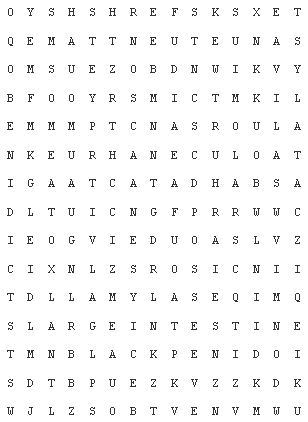 O Y S H S H R E F S K S X E T
Q E M A T T N E U T E U N A S
O M S U E Z O B D N W I K V Y
B F O O Y R S M I C T M K I L
E M M M P T C N A S R O U L A
N K E U R H A N E C U L O A T
I G A A T C A T A D H A B S A
D L T U I C N G F P R R W W C
I E O G V I E D U O A S L V Z
C I X N L Z S R O S I C N I I
T D L L A M Y L A S E Q I M Q
S L A R G E I N T E S T I N E
T M N B L A C K P E N I D O I
S D T B P U E Z K V Z Z K D K
W J L Z S O B T V E N V M W U